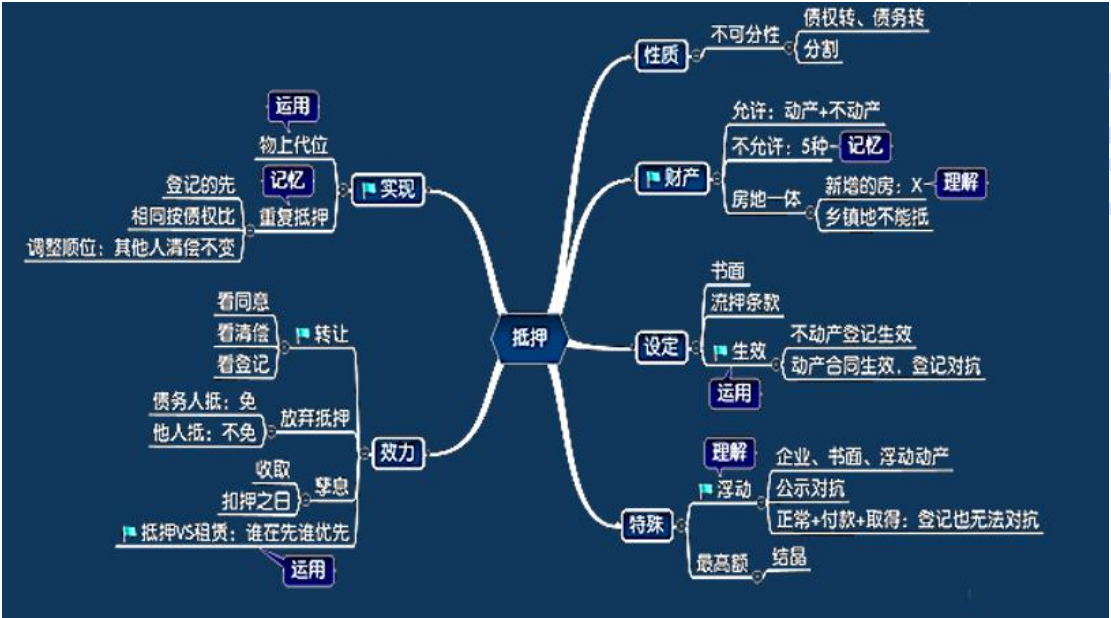 抵押
性质
不可分性
债权转、债务转
分割
财产
允许：动产+不动产
不允许：5种
记忆
房地一体
新增的房：X
理解
乡镇地不能抵
设定
书面
流押条款
生效
运用
不动产登记生效
动产合同生效，登记对抗
特殊
理解
浮动
企业、书面、浮动动产
公示对抗
正常+付款+取得：登记也无法对抗
最高额
结晶
实现
运用
物上代位
记忆
重复抵押
登记的先
相同按债权比
调整顺位：其他人清偿不变
效力
转让
看同意
看清偿
看登记
放弃抵押
债务人抵：免
他人抵：不免
孳息
收取
扣押之日
抵押VS租赁：谁在先谁优先
运用